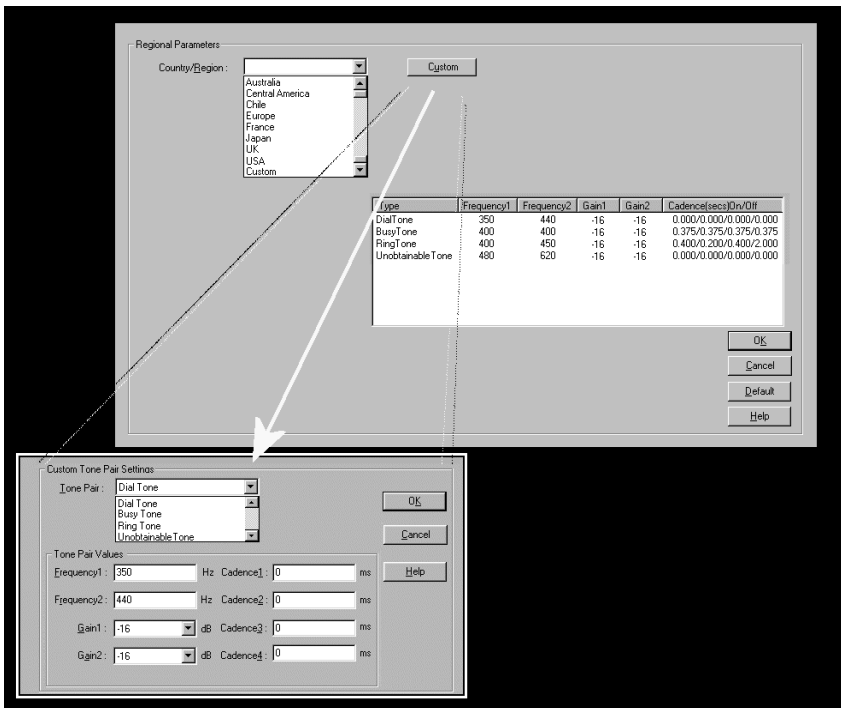 Regional Parameters
Country/Region : Custom
Australia
Central America
Chile
Europe
France
Japan
UK
USA
Custom
Type Frequency1 Frequency2 Gain1 Gain2 Cadence(secs)On/Off
DialTone 350 440 -16 -16 0.000/0.000/0.000/0.000
BusyTone 400 400 -16 -16 0.375/0.375/0.375/0.375
RingTone 400 450 -16 -16 0.400/0.200/0.400/2.000
UnobtainableTone 480 620 -16 -16 0.000/0.000/0.000/0.000
OK
Cancel
Default
Help
Custom Tone Pair Settings
Tone Pair : Dial Tone
Dial Tone
Busy Tone
Ring Tone
Unobtainable Tone
OK
Cancel
Help
Tone Pair Values
Frequency1 : 350 Hz Cadence1 : 0 ms
Frequency2 : 440 Hz Cadence2 : 0 ms
Gain1 : -16 dB Cadence3 : 0 ms
Gain2 : -16 dB Cadence4 : 0 ms